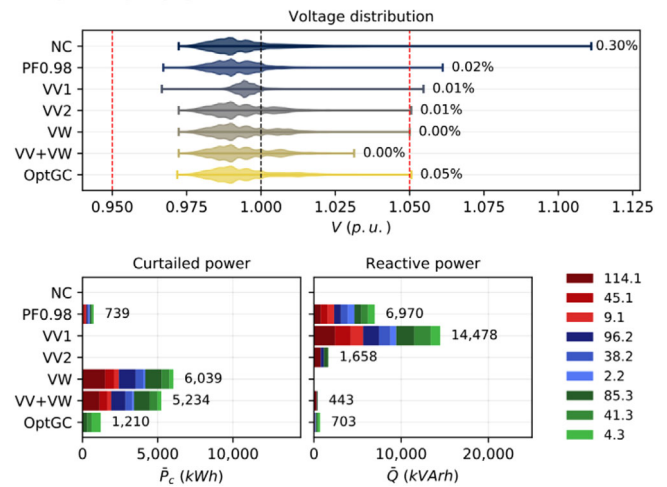 Voltage distribution
NC
0.30%
PF0.98
0.02%
VV1
0.01%
VV2
0.01%
VW
0.00%
VV+VW
0.00%
OptGC
0.05%
0.950 0.975 1.000 1.025 1.050 1.075 1.100 1.125
V (p.u.)
Curtailed power
NC
PF0.98 739
VV1
VV2
VW 6,039
VV+VW 5,234
OptGC 1,210
0 5,000 10,000
P̄c (kWh)
Reactive power
6,970
14,478
1,658
443
703
0 10,000 20,000
Q̄ (kVArh)
114.1
45.1
9.1
96.2
38.2
2.2
85.3
41.3
4.3